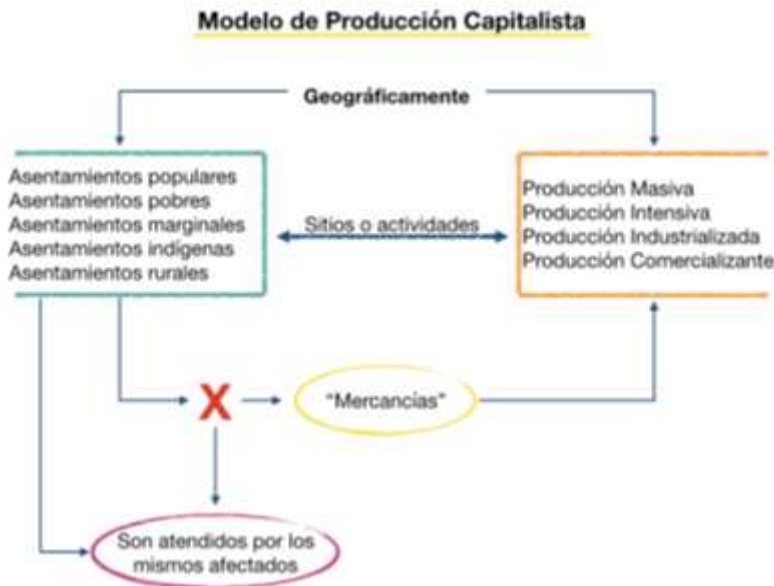 Modelo de Producción Capitalista
Geográficamente
Asentamientos populares
Asentamientos pobres
Asentamientos marginales
Asentamientos indígenas
Asentamientos rurales
Sitios o actividades
Producción Masiva
Producción Intensiva
Producción Industrializada
Producción Comercializante
X
“Mercancías”
Son atendidos por los
mismos afectados